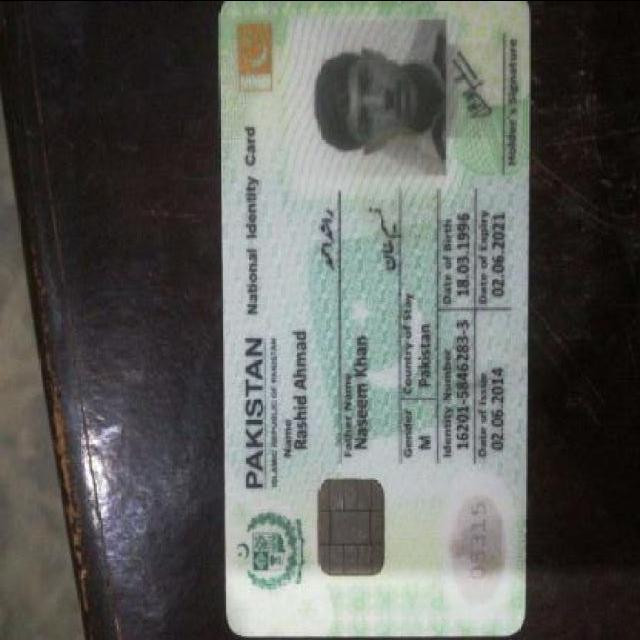 PAKISTAN National Identity Card
ISLAMIC REPUBLIC OF PAKISTAN
Name
Rashid Ahmad
راشد احمد
Father Name
Naseem Khan
نسیم خان
Gender Country of Stay
M Pakistan
Identity Number Date of Birth
16201-5846283-5 18.03.1996
Date of Issue Date of Expiry
02.06.2014 02.06.2021
Holder's Signature